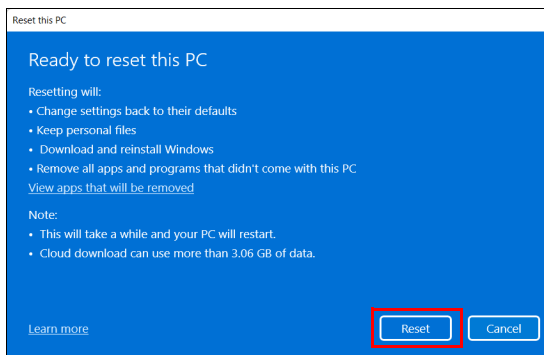 Reset this PC
Ready to reset this PC
Resetting will:
• Change settings back to their defaults
• Keep personal files
• Download and reinstall Windows
• Remove all apps and programs that didn't come with this PC
View apps that will be removed
Note:
• This will take a while and your PC will restart.
• Cloud download can use more than 3.06 GB of data.
Learn more
Reset
Cancel